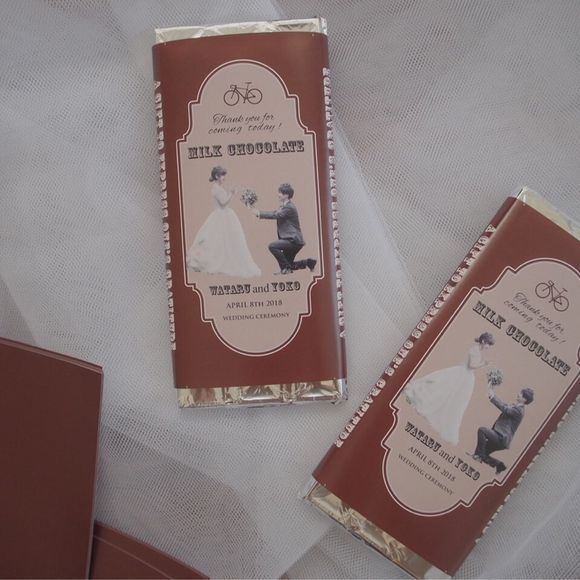 Thank you for
coming today!
MILK CHOCOLATE
WATARU and YOKO
APRIL 8TH 2018
WEDDING CEREMONY
Thank you for
coming today!
MILK CHOCOLATE
WATARU and YOKO
APRIL 8TH 2018
WEDDING CEREMONY